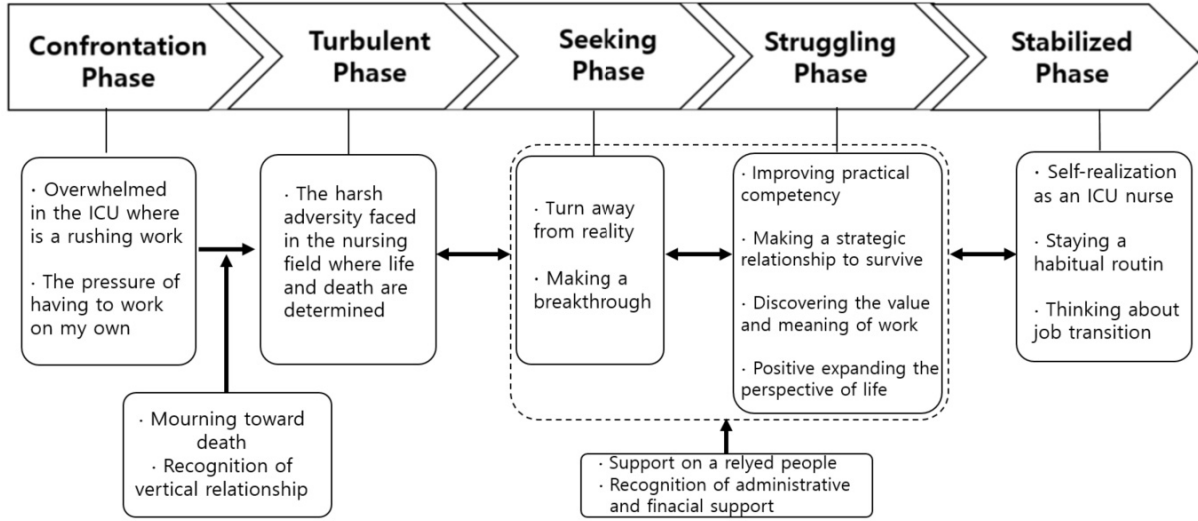 Confrontation
Phase
Turbulent
Phase
Seeking
Phase
Struggling
Phase
Stabilized
Phase
· Overwhelmed
in the ICU where
is a rushing work
· The pressure of
having to work
on my own
· The harsh
adversity faced
in the nursing
field where life
and death are
determined
· Turn away
from reality
· Making a
breakthrough
· Improving practical
competency
· Making a strategic
relationship to survive
· Discovering the value
and meaning of work
· Positive expanding the
perspective of life
· Self-realization
as an ICU nurse
· Staying a
habitual routin
· Thinking about
job transition
· Mourning toward
death
· Recognition of
vertical relationship
· Support on a relyed people
· Recognition of administrative
and finacial support